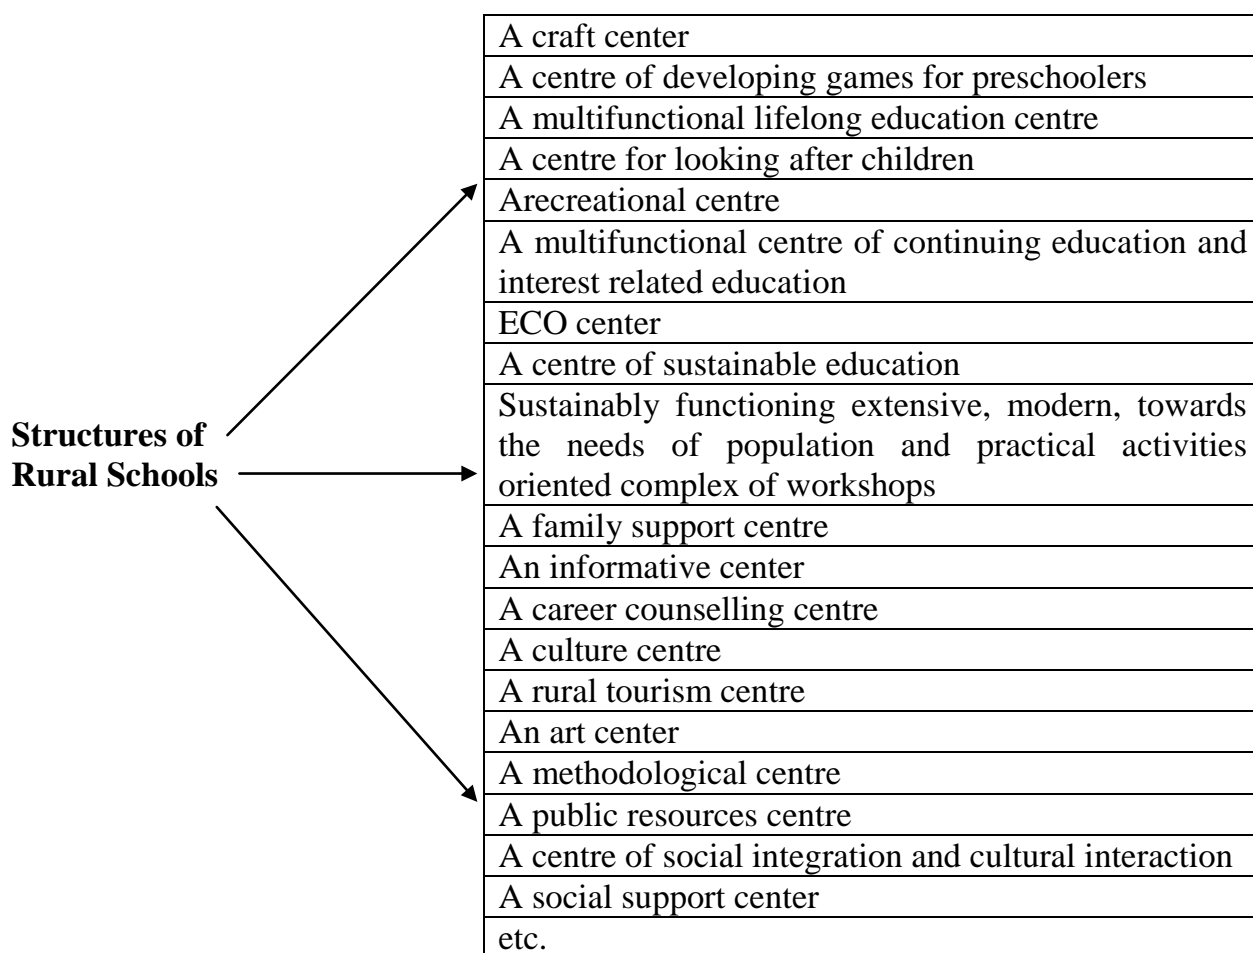 Structures of
Rural Schools
A craft center
A centre of developing games for preschoolers
A multifunctional lifelong education centre
A centre for looking after children
Arecreational centre
A multifunctional centre of continuing education and
interest related education
ECO center
A centre of sustainable education
Sustainably functioning extensive, modern, towards
the needs of population and practical activities
oriented complex of workshops
A family support centre
An informative center
A career counselling centre
A culture centre
A rural tourism centre
An art center
A methodological centre
A public resources centre
A centre of social integration and cultural interaction
A social support center
etc.